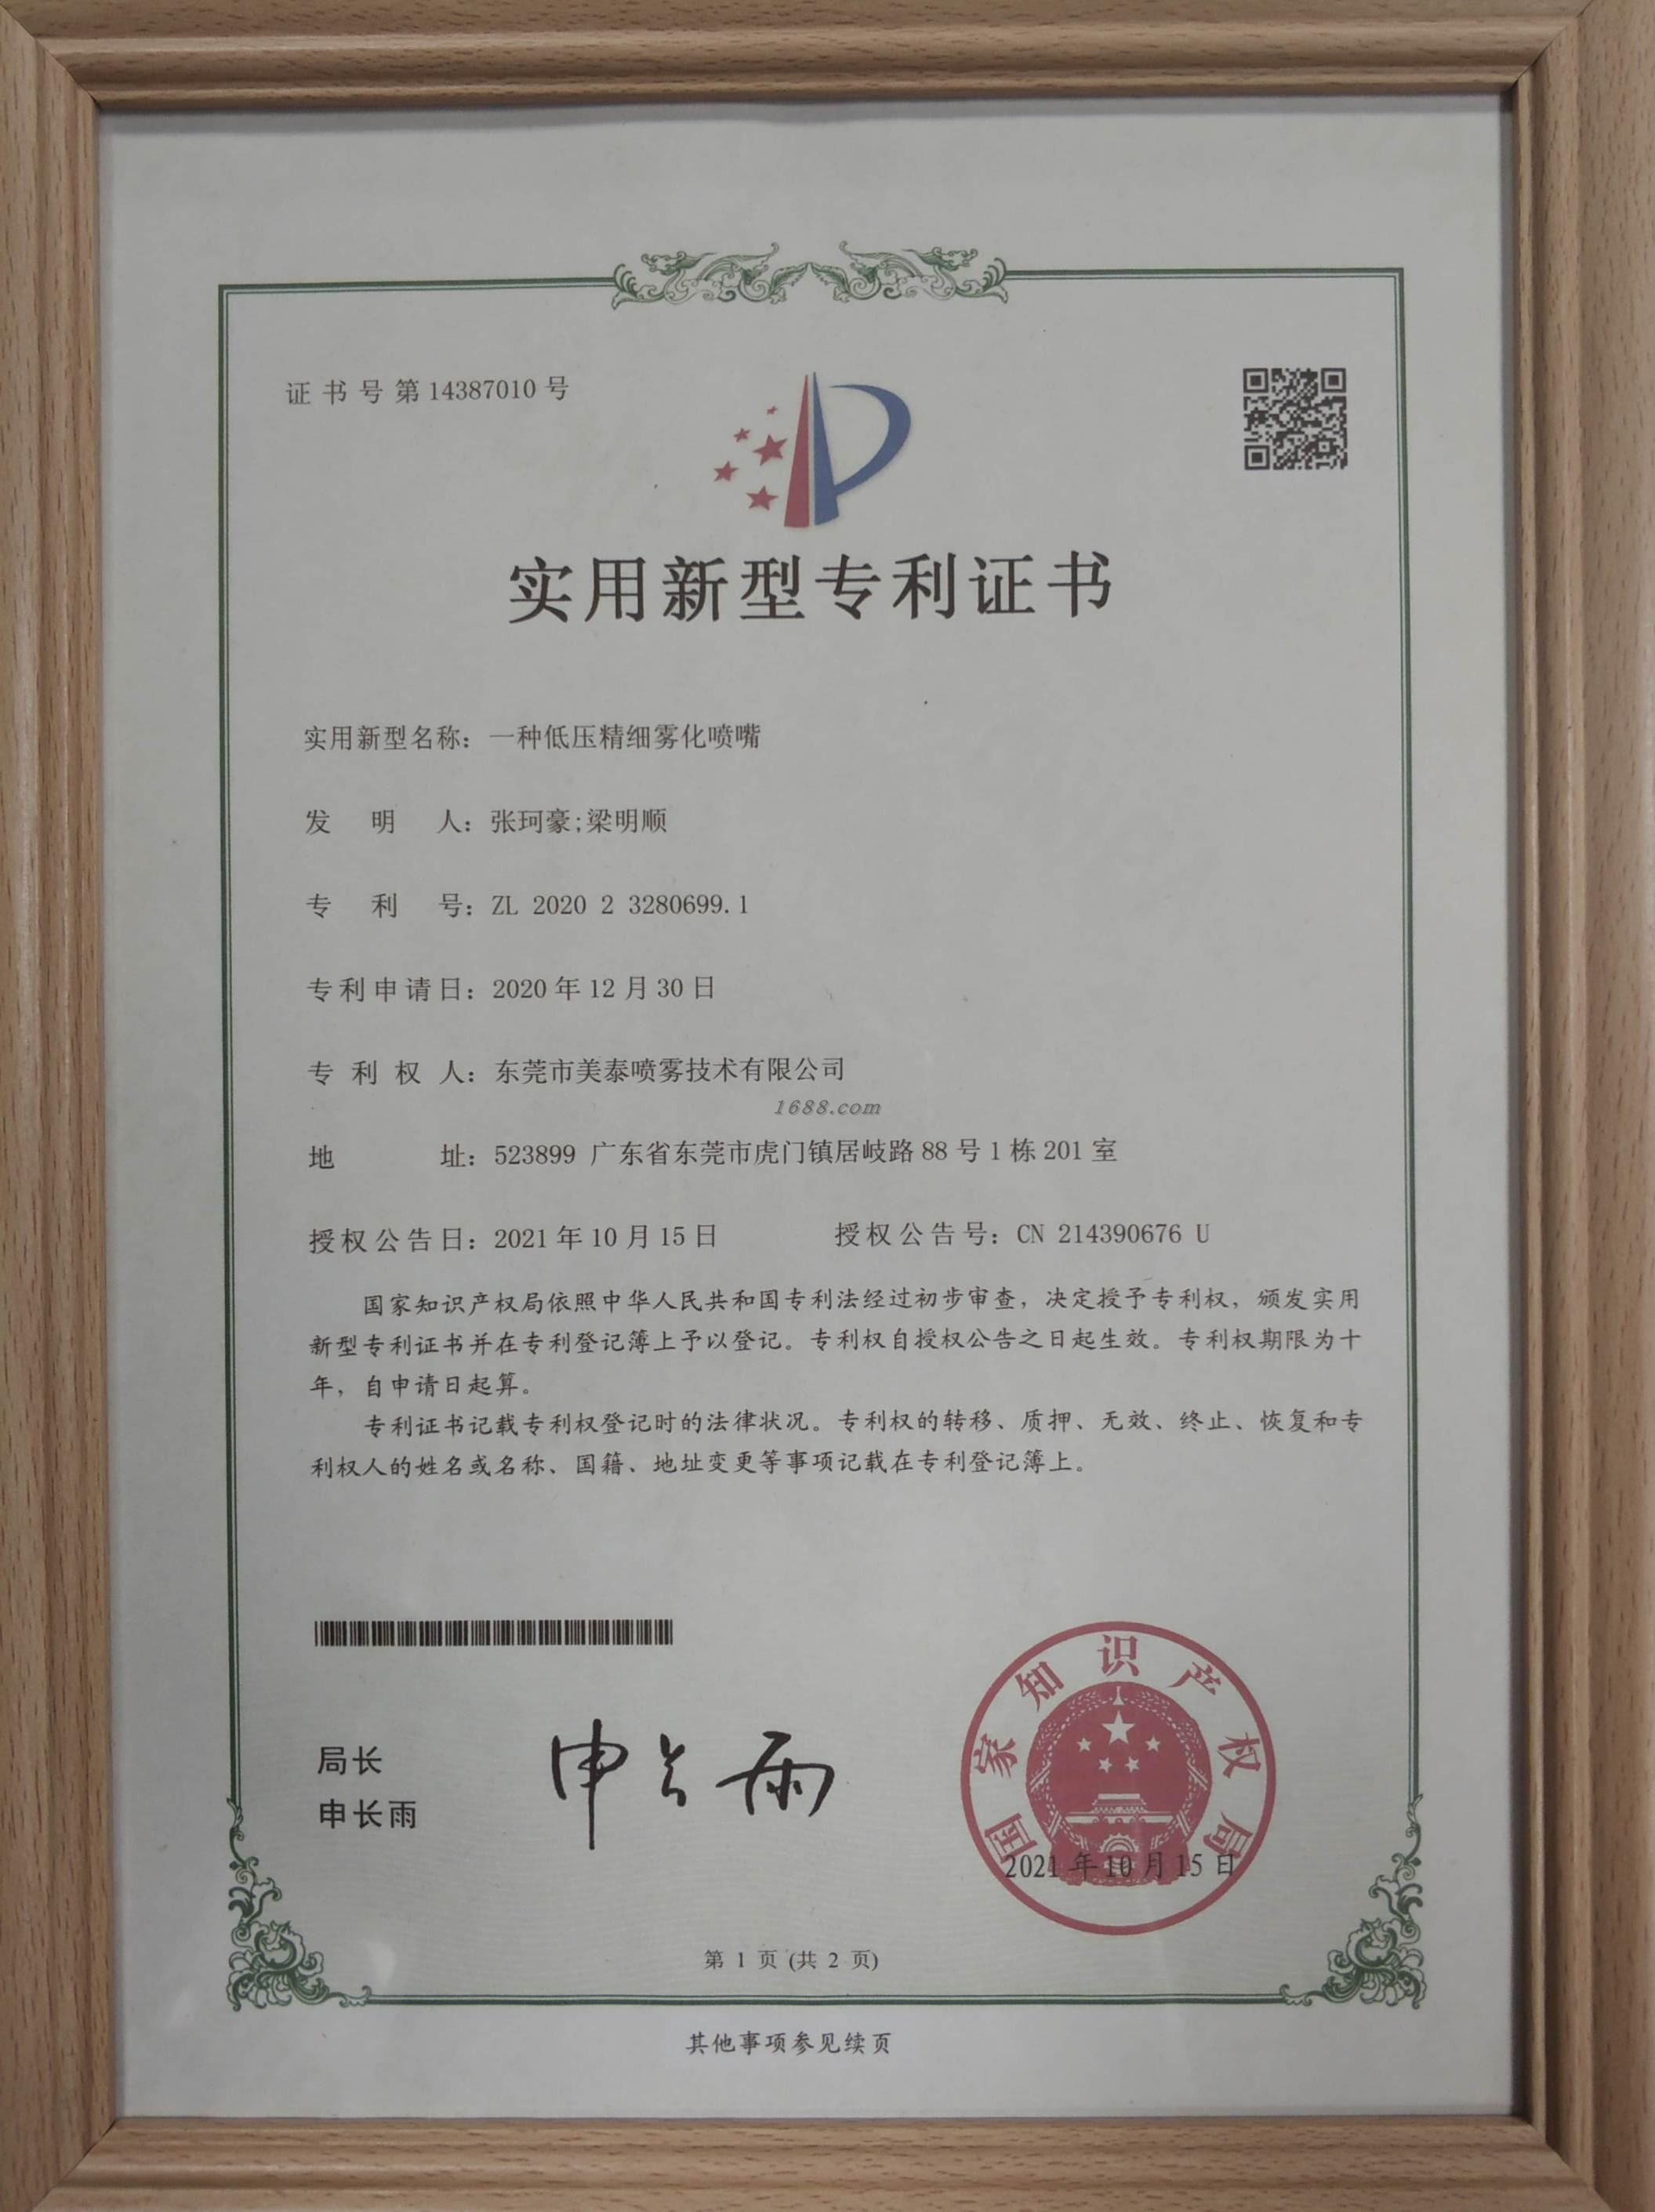 证书号第14387010号
实用新型专利证书
实用新型名称：一种低压精细雾化喷嘴
发明人：张珂豪;梁明顺
专利号：ZL 2020 2 3280699.1
专利申请日：2020年12月30日
专利权人：东莞市美泰喷雾技术有限公司
1688.com
地址：523899 广东省东莞市虎门镇居岐路88号1栋201室
授权公告日：2021年10月15日 授权公告号：CN 214390676 U
国家知识产权局依照中华人民共和国专利法经过初步审查，决定授予专利权，颁发实用
新型专利证书并在专利登记簿上予以登记。专利权自授权公告之日起生效。专利权期限为十
年，自申请日起算。
专利证书记载专利权登记时的法律状况。专利权的转移、质押、无效、终止、恢复和专
利权人的姓名或名称、国籍、地址变更等事项记载在专利登记簿上。
局长
申长雨
申长雨
国家知识产权局
2021年10月15日
第 1 页 (共 2 页)
其他事项参见续页